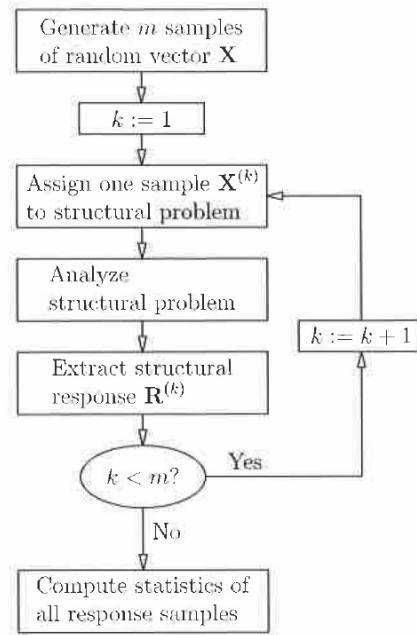 Generate m samples
of random vector X
k := 1
Assign one sample X^(k)
to structural problem
Analyze
structural problem
Extract structural
response R^(k)
k := k + 1
k < m?
Yes
No
Compute statistics of
all response samples